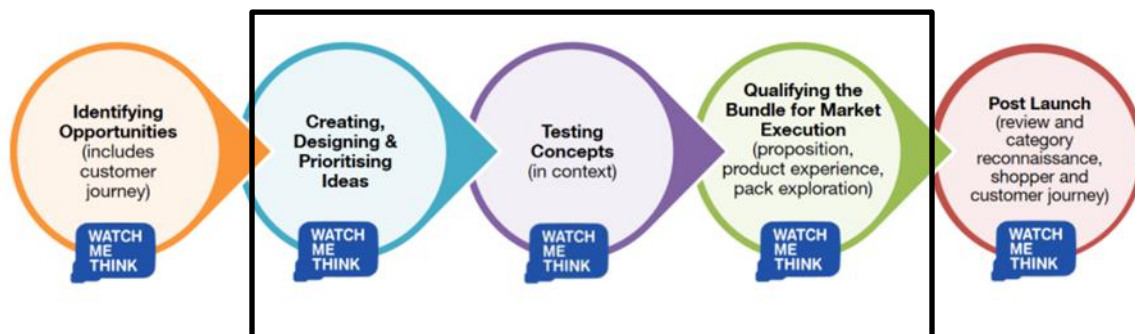 Identifying
Opportunities
(includes
customer
journey)
WATCH
ME
THINK
Creating,
Designing &
Prioritising
Ideas
WATCH
ME
THINK
Testing
Concepts
(in context)
WATCH
ME
THINK
Qualifying the
Bundle for Market
Execution
(proposition,
product experience,
pack exploration)
WATCH
ME
THINK
Post Launch
(review and
category
reconnaissance,
shopper and
customer journey)
WATCH
ME
THINK